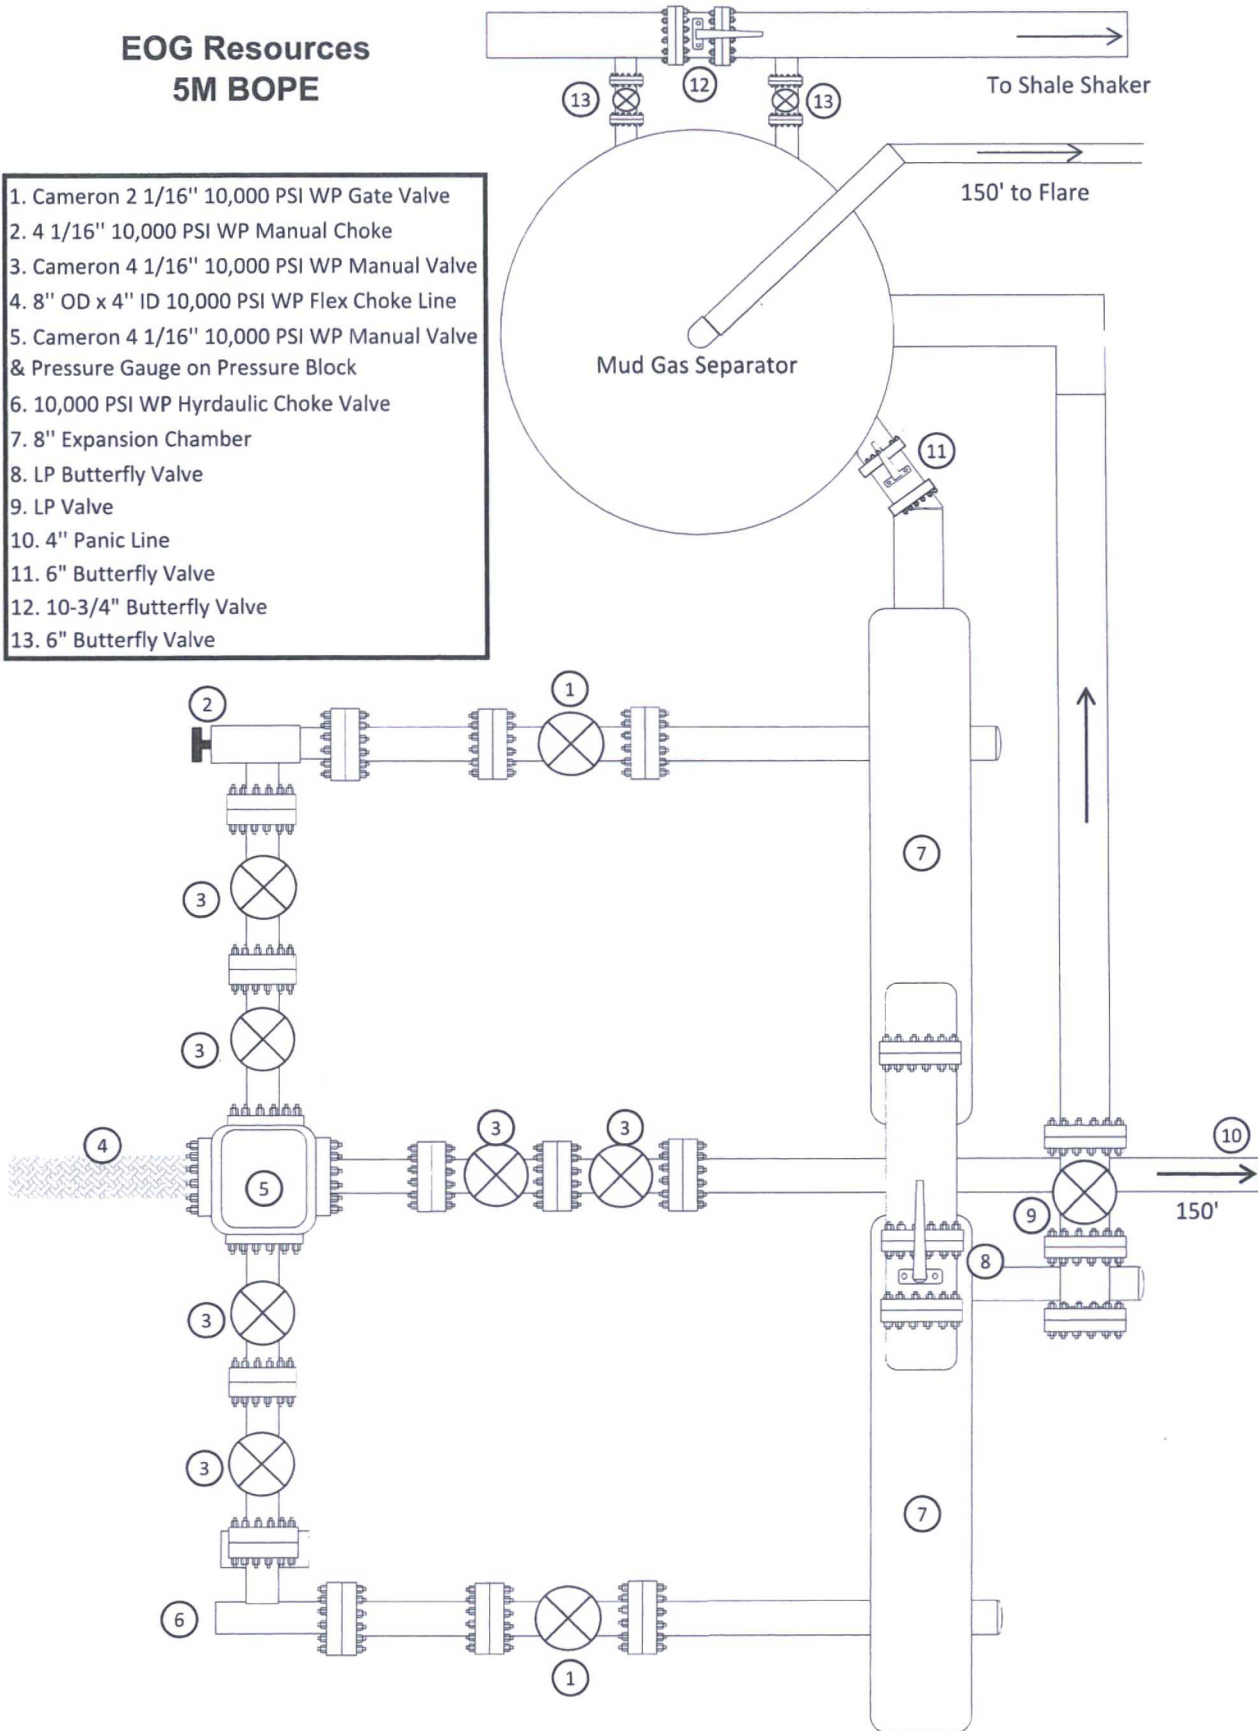 EOG Resources
5M BOPE
12
13
13
To Shale Shaker
150' to Flare
1. Cameron 2 1/16" 10,000 PSI WP Gate Valve
2. 4 1/16" 10,000 PSI WP Manual Choke
3. Cameron 4 1/16" 10,000 PSI WP Manual Valve
4. 8" OD x 4" ID 10,000 PSI WP Flex Choke Line
5. Cameron 4 1/16" 10,000 PSI WP Manual Valve
& Pressure Gauge on Pressure Block
6. 10,000 PSI WP Hyrdaulic Choke Valve
7. 8" Expansion Chamber
8. LP Butterfly Valve
9. LP Valve
10. 4" Panic Line
11. 6" Butterfly Valve
12. 10-3/4" Butterfly Valve
13. 6" Butterfly Valve
Mud Gas Separator
11
1
2
7
3
3
3
3
4
10
5
150'
9
8
3
3
7
6
1